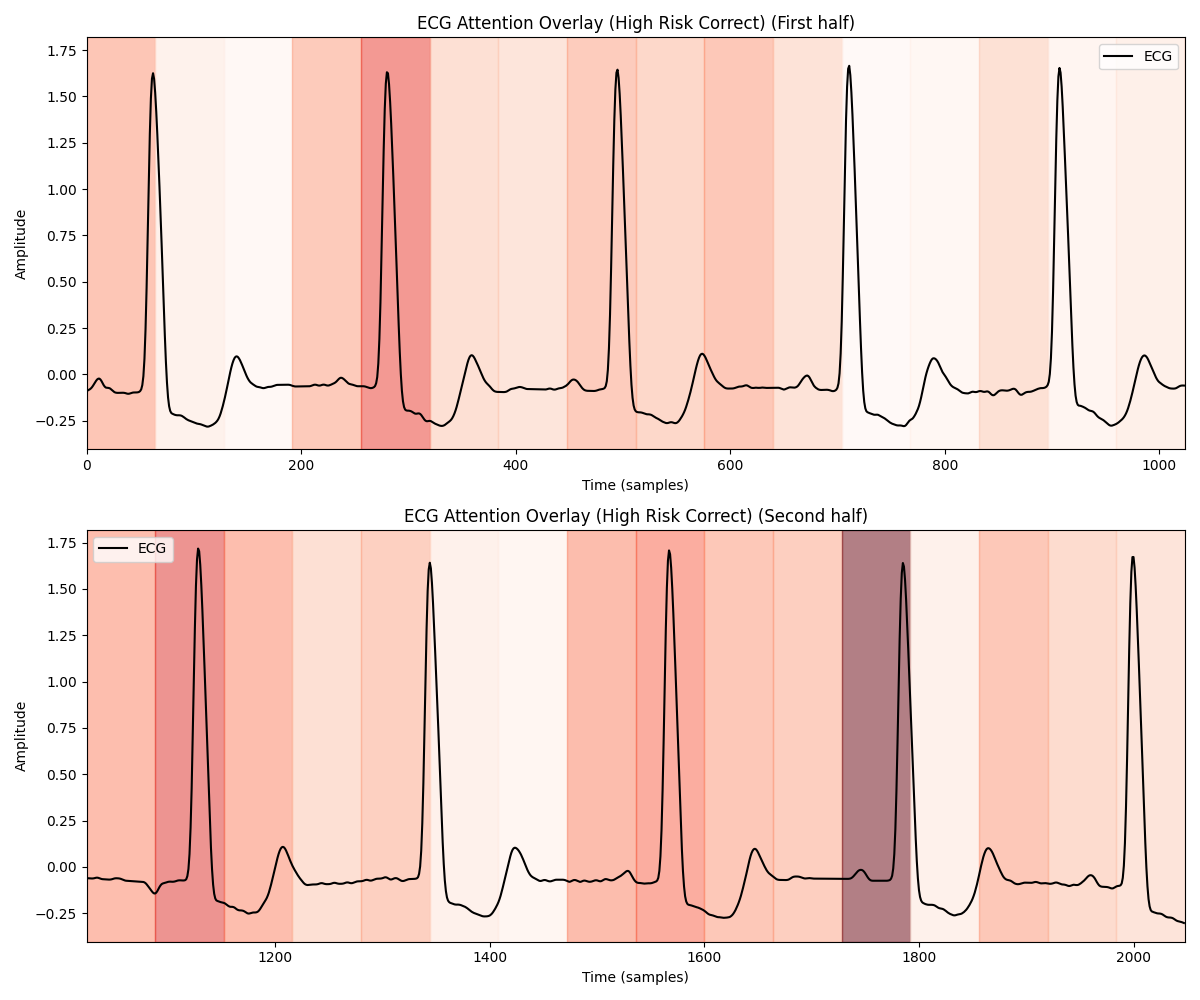 ECG Attention Overlay (High Risk Correct) (First half)
1.75
1.50
1.25
1.00
0.75
0.50
0.25
0.00
−0.25
Amplitude
ECG
0 200 400 600 800 1000
Time (samples)
ECG Attention Overlay (High Risk Correct) (Second half)
1.75
1.50
1.25
1.00
0.75
0.50
0.25
0.00
−0.25
Amplitude
ECG
1200 1400 1600 1800 2000
Time (samples)